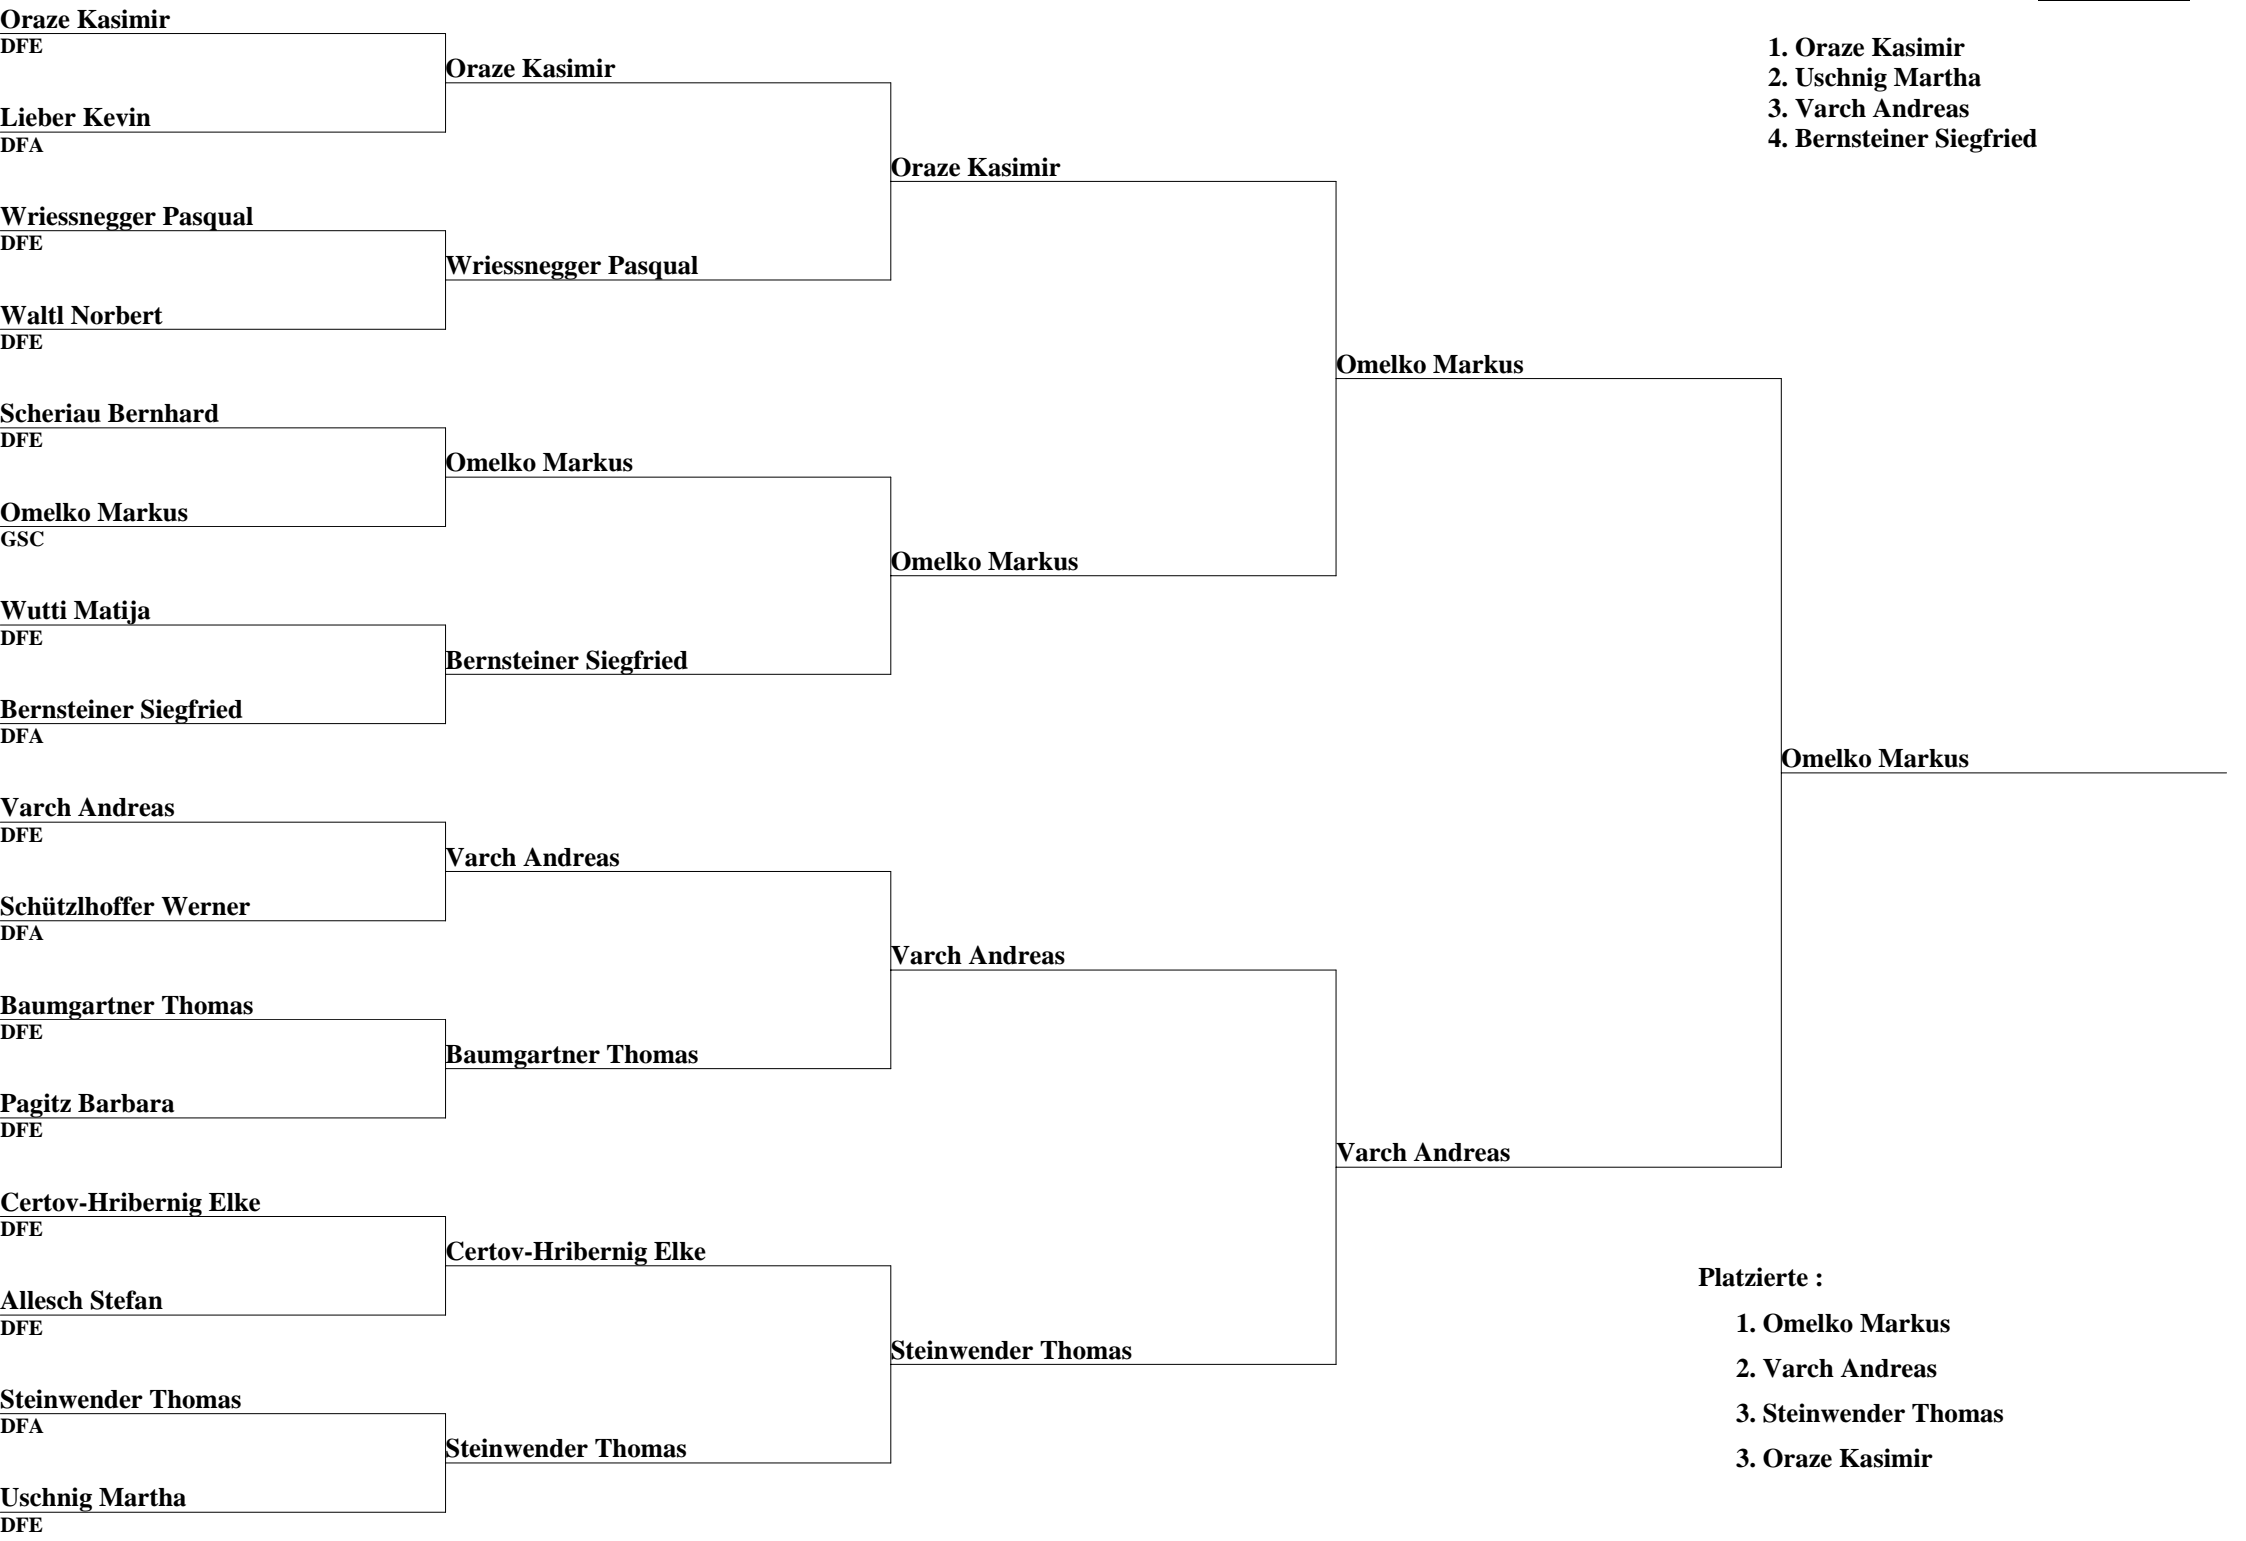 Oraze Kasimir
DFE
Lieber Kevin
DFA
Wriessnegger Pasqual
DFE
Waltl Norbert
DFE
Scheriau Bernhard
DFE
Omelko Markus
GSC
Wutti Matija
DFE
Bernsteiner Siegfried
DFA
Varch Andreas
DFE
Schützlhoffer Werner
DFA
Baumgartner Thomas
DFE
Pagitz Barbara
DFE
Certov-Hribernig Elke
DFE
Allesch Stefan
DFE
Steinwender Thomas
DFA
Uschnig Martha
DFE
Oraze Kasimir
Wriessnegger Pasqual
Omelko Markus
Bernsteiner Siegfried
Varch Andreas
Baumgartner Thomas
Certov-Hribernig Elke
Steinwender Thomas
Oraze Kasimir
Omelko Markus
Varch Andreas
Steinwender Thomas
Omelko Markus
Varch Andreas
Omelko Markus
1. Oraze Kasimir
2. Uschnig Martha
3. Varch Andreas
4. Bernsteiner Siegfried
Platzierte :
1. Omelko Markus
2. Varch Andreas
3. Steinwender Thomas
3. Oraze Kasimir